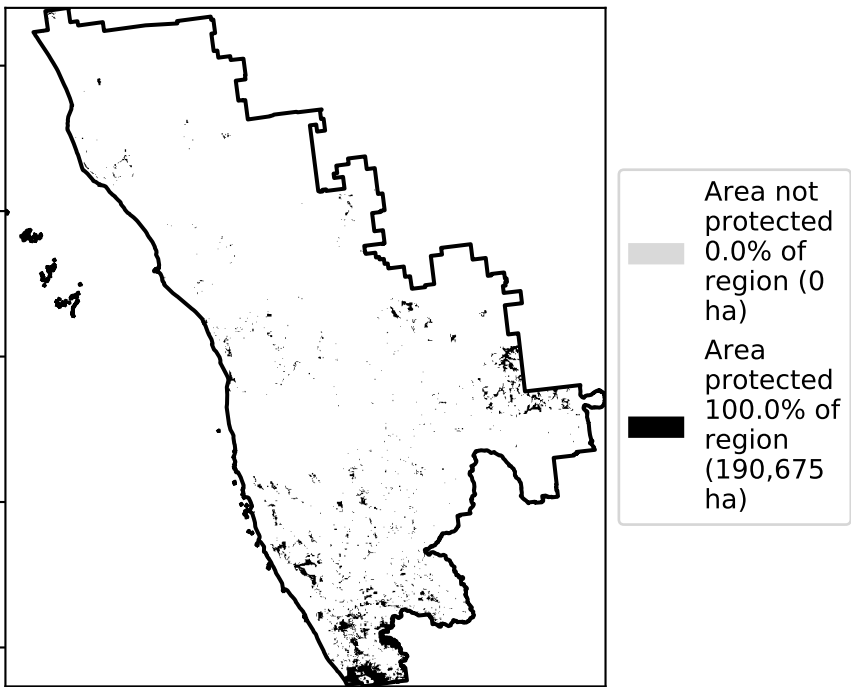 Area not
protected
0.0% of
region (0
ha)
Area
protected
100.0% of
region
(190,675
ha)